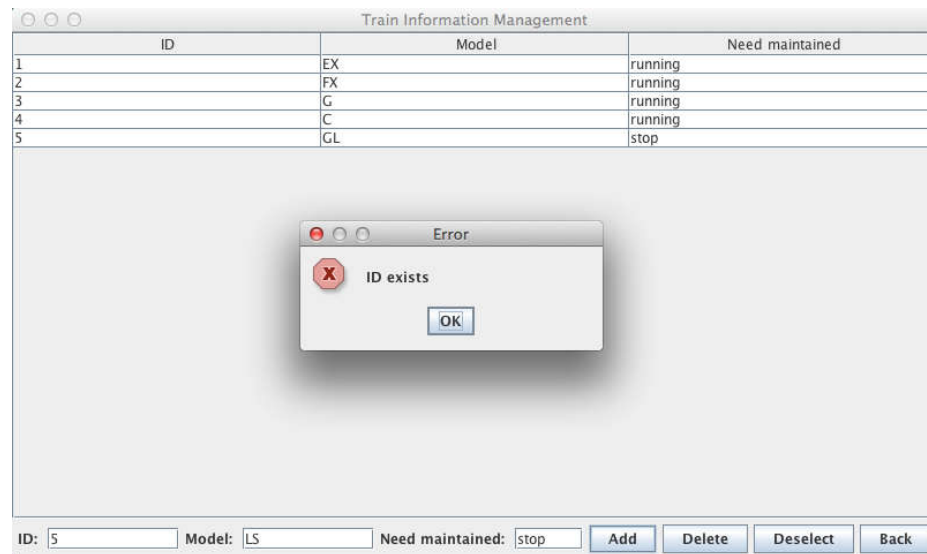 Train Information Management
ID Model Need maintained
1 EX running
2 FX running
3 G running
4 C running
5 GL stop
Error
X ID exists
OK
ID: 5 Model: LS Need maintained: stop Add Delete Deselect Back